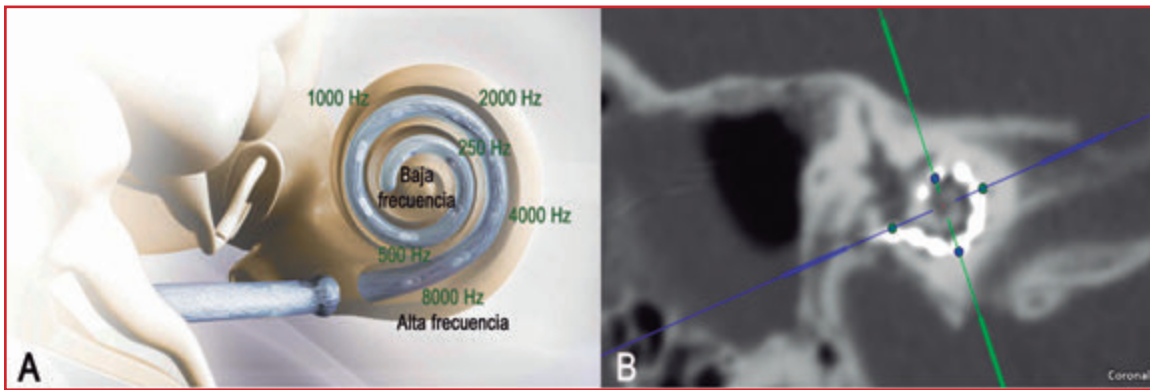 1000 Hz
2000 Hz
250 Hz
Baja
frecuencia
4000 Hz
500 Hz
8000 Hz
Alta frecuencia
A
B
Coronal